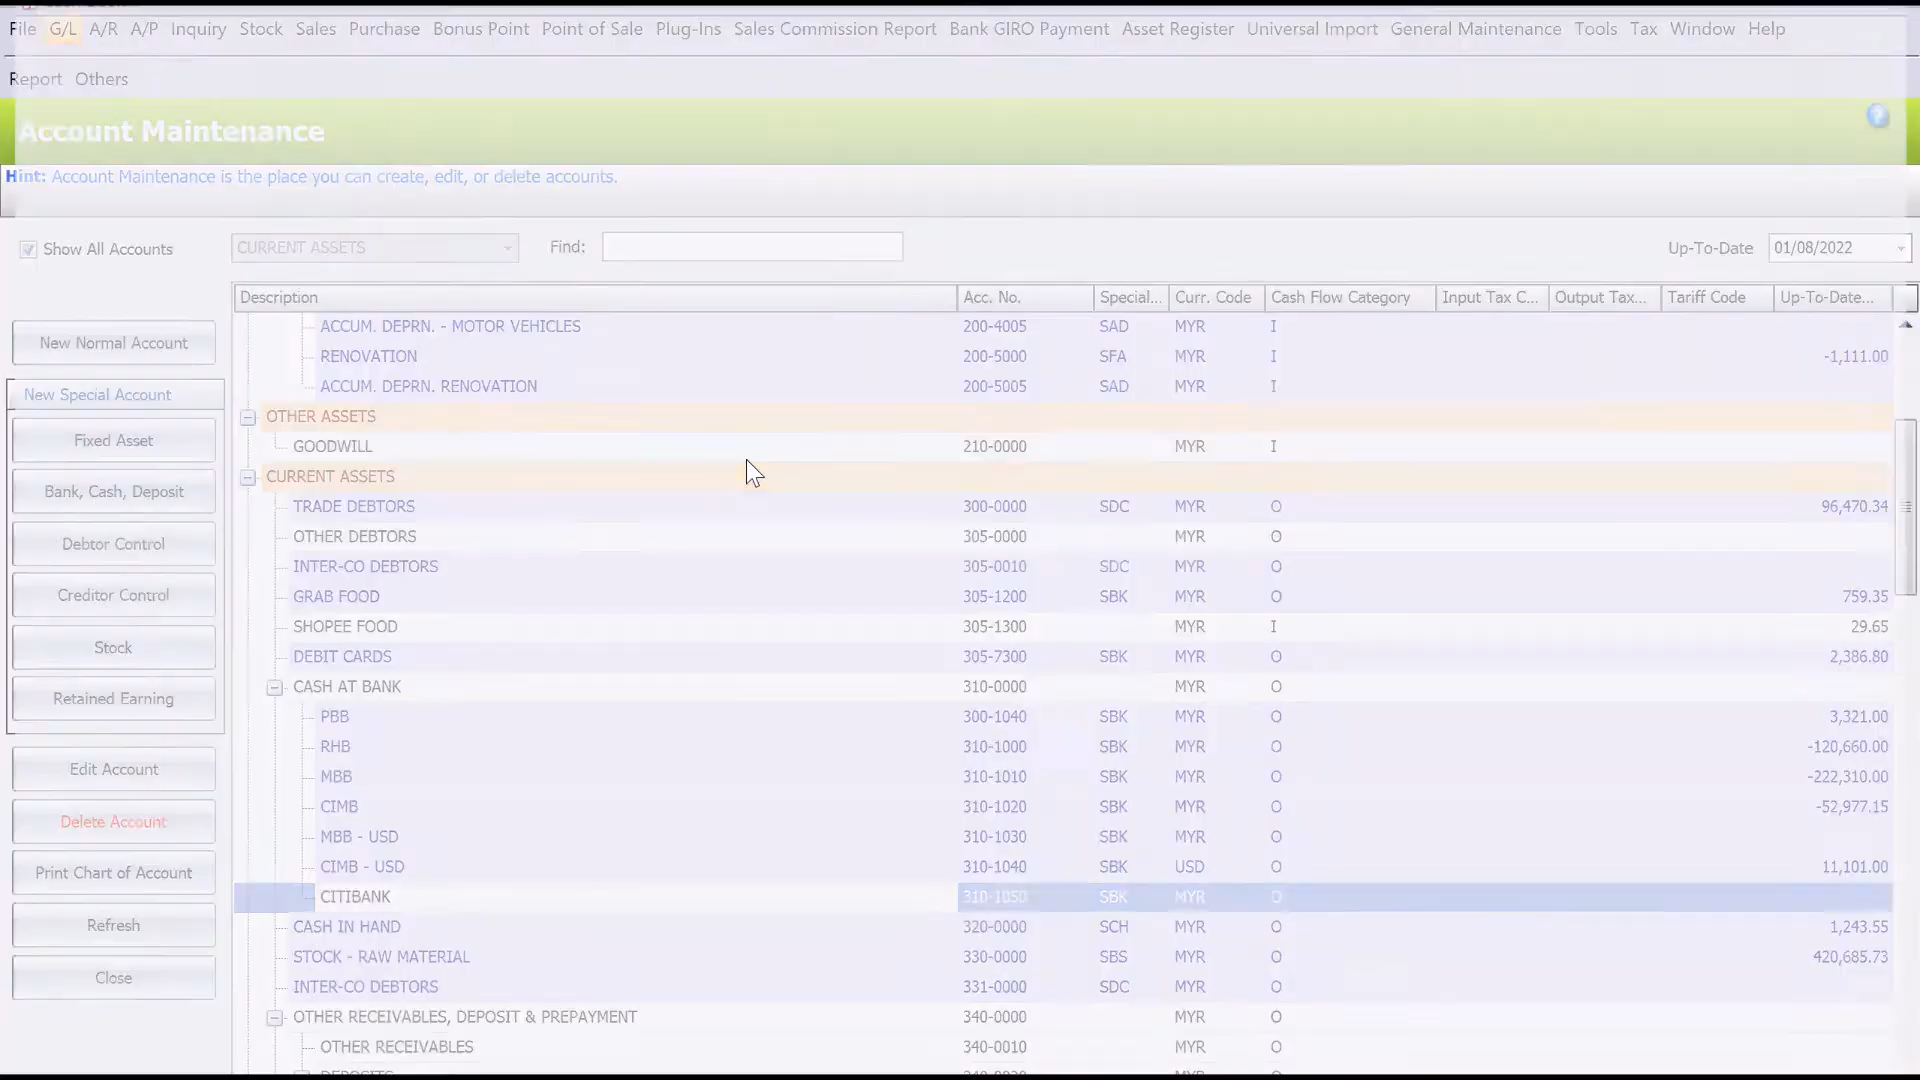 File G/L A/R A/P Inquiry Stock Sales Purchase Bonus Point Point of Sale Plug-Ins Sales Commission Report Bank GIRO Payment Asset Register Universal Import General Maintenance Tools Tax Window Help
Report Others
Account Maintenance
Hint: Account Maintenance is the place you can create, edit, or delete accounts.
Show All Accounts CURRENT ASSETS Find: Up-To-Date 01/08/2022
Description Acc. No. Special... Curr. Code Cash Flow Category Input Tax C... Output Tax... Tariff Code Up-To-Date...
New Normal Account
New Special Account
Fixed Asset
Bank, Cash, Deposit
Debtor Control
Creditor Control
Stock
Retained Earning
Edit Account
Delete Account
Print Chart of Account
Refresh
Close
ACCUM. DEPRN. - MOTOR VEHICLES 200-4005 SAD MYR I
RENOVATION 200-5000 SFA MYR I -1,111.00
ACCUM. DEPRN. RENOVATION 200-5005 SAD MYR I
OTHER ASSETS
GOODWILL 210-0000 MYR I
CURRENT ASSETS
TRADE DEBTORS 300-0000 SDC MYR O 96,470.34
OTHER DEBTORS 305-0000 MYR O
INTER-CO DEBTORS 305-0010 SDC MYR O
GRAB FOOD 305-1200 SBK MYR O 759.35
SHOPEE FOOD 305-1300 MYR I 29.65
DEBIT CARDS 305-7300 SBK MYR O 2,386.80
CASH AT BANK 310-0000 MYR O
PBB 300-1040 SBK MYR O 3,321.00
RHB 310-1000 SBK MYR O -120,660.00
MBB 310-1010 SBK MYR O -222,310.00
CIMB 310-1020 SBK MYR O -52,977.15
MBB - USD 310-1030 SBK MYR O
CIMB - USD 310-1040 SBK USD O 11,101.00
CITIBANK 310-1050 SBK MYR O
CASH IN HAND 320-0000 SCH MYR O 1,243.55
STOCK - RAW MATERIAL 330-0000 SBS MYR O 420,685.73
INTER-CO DEBTORS 331-0000 SDC MYR O
OTHER RECEIVABLES, DEPOSIT & PREPAYMENT 340-0000 MYR O
OTHER RECEIVABLES 340-0010 MYR O